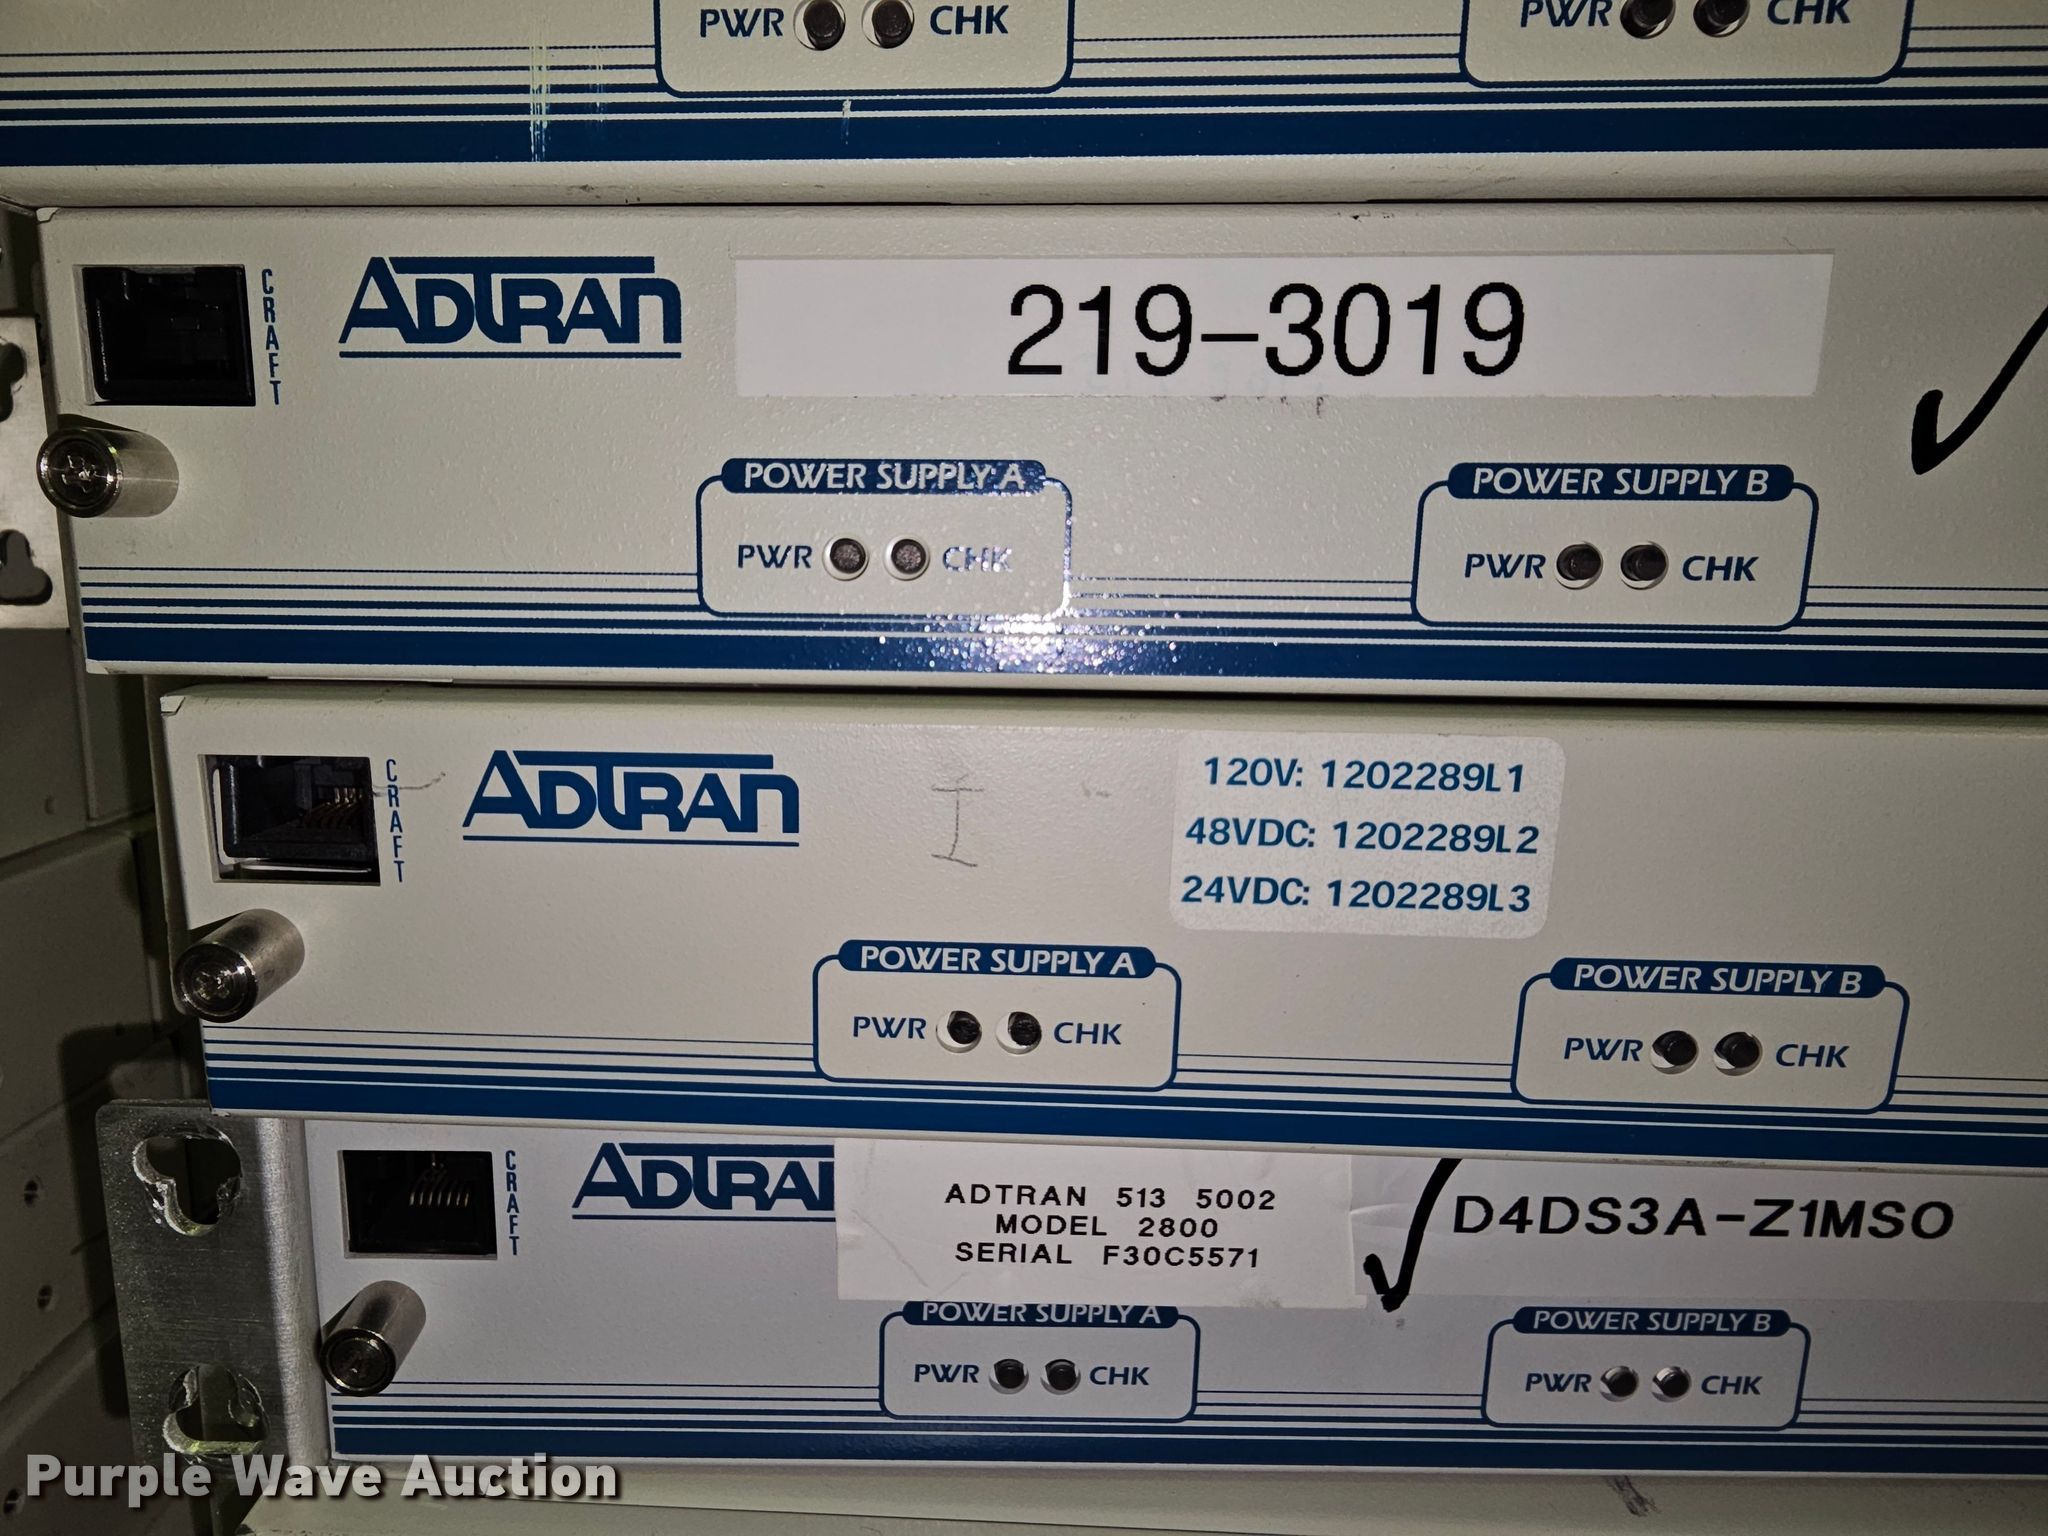 PWR CHK
PWR CHK
CRAFT
ADTRAN
219-3019
POWER SUPPLY A
PWR CHK
POWER SUPPLY B
PWR CHK
CRAFT
ADTRAN
I
120V: 1202289L1
48VDC: 1202289L2
24VDC: 1202289L3
POWER SUPPLY A
PWR CHK
POWER SUPPLY B
PWR CHK
CRAFT
ADTRAN
ADTRAN 513 5002
MODEL 2800
SERIAL F30C5571
D4DS3A-Z1MSO
POWER SUPPLY A
PWR CHK
POWER SUPPLY B
PWR CHK
Purple Wave Auction